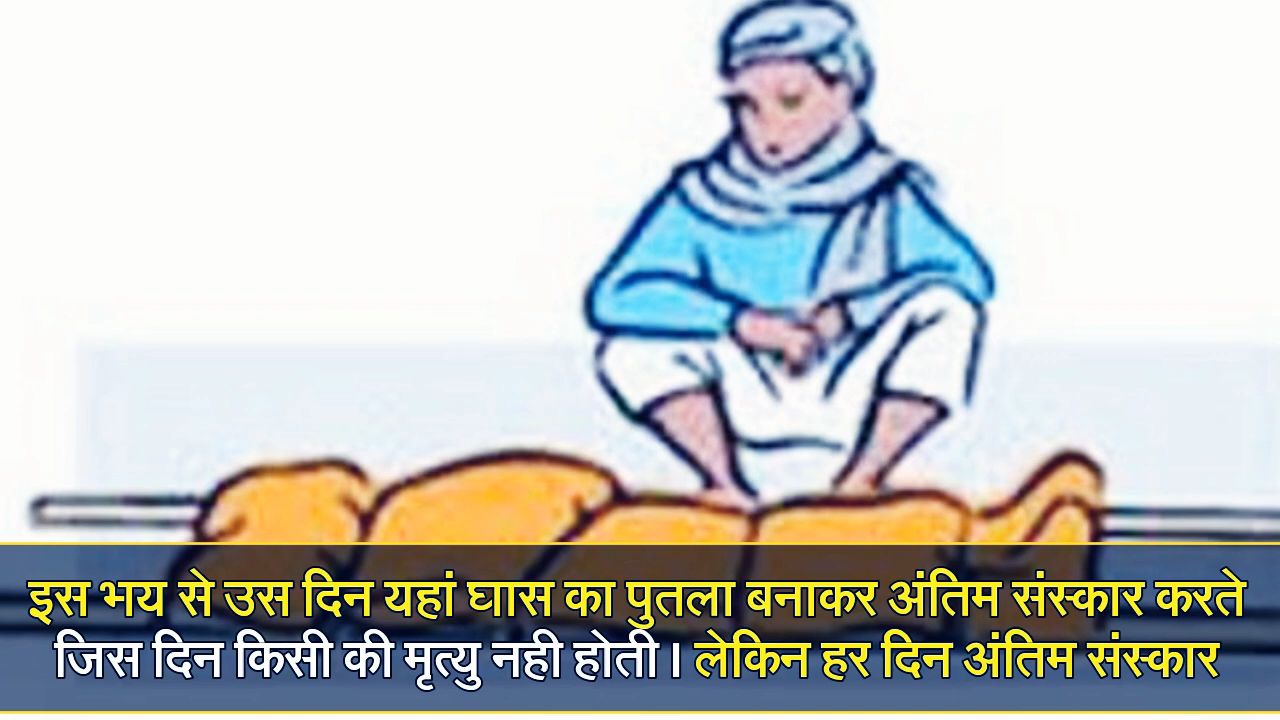 इस भय से उस दिन यहां घास का पुतला बनाकर अंतिम संस्कार करते
जिस दिन किसी की मृत्यु नही होती। लेकिन हर दिन अंतिम संस्कार